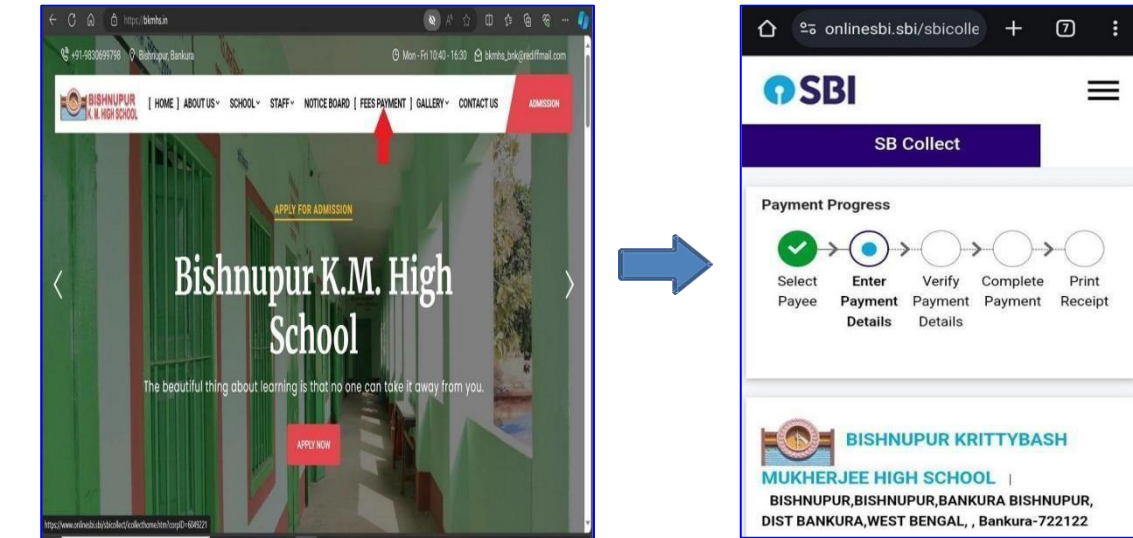 https://bkmhs.in
+91-9830699798 Bishnupur, Bankura Mon - Fri 10:40 - 16:30 bkmhs_bnk@rediffmail.com
BISHNUPUR
K. M. HIGH SCHOOL
[ HOME ] ABOUT US SCHOOL STAFF NOTICE BOARD [ FEES PAYMENT ] GALLERY CONTACT US ADMISSION
APPLY FOR ADMISSION
Bishnupur K.M. High
School
The beautiful thing about learning is that no one can take it away from you.
APPLY NOW
https://www.onlinesbi.sbi/sbicollect/icollecthome.htm?corpID=6049221
onlinesbi.sbi/sbicolle
7
SBI
SB Collect
Payment Progress
Select Enter Verify Complete Print
Payee Payment Payment Payment Receipt
Details Details
BISHNUPUR KRITTYBASH
MUKHERJEE HIGH SCHOOL |
BISHNUPUR,BISHNUPUR,BANKURA BISHNUPUR,
DIST BANKURA,WEST BENGAL, , Bankura-722122